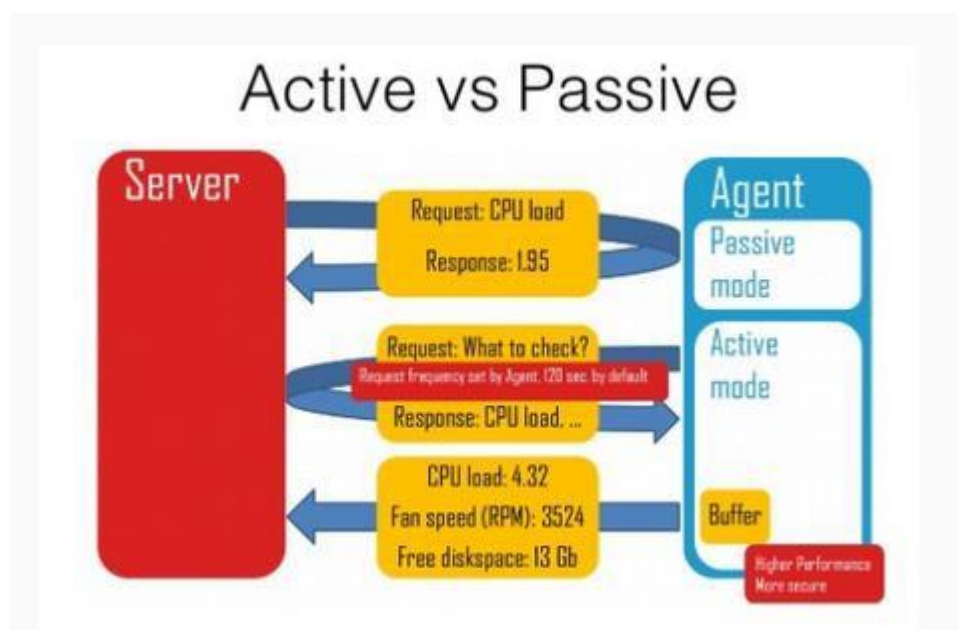 Active vs Passive
Server
Request: CPU load
Response: 1.95
Agent
Passive
mode
Request: What to check?
Request frequency set by Agent, 120 sec. by default
Response: CPU load, ...
Active
mode
CPU load: 4.32
Fan speed (RPM): 3524
Free diskspace: 13 Gb
Buffer
Higher Performance
More secure